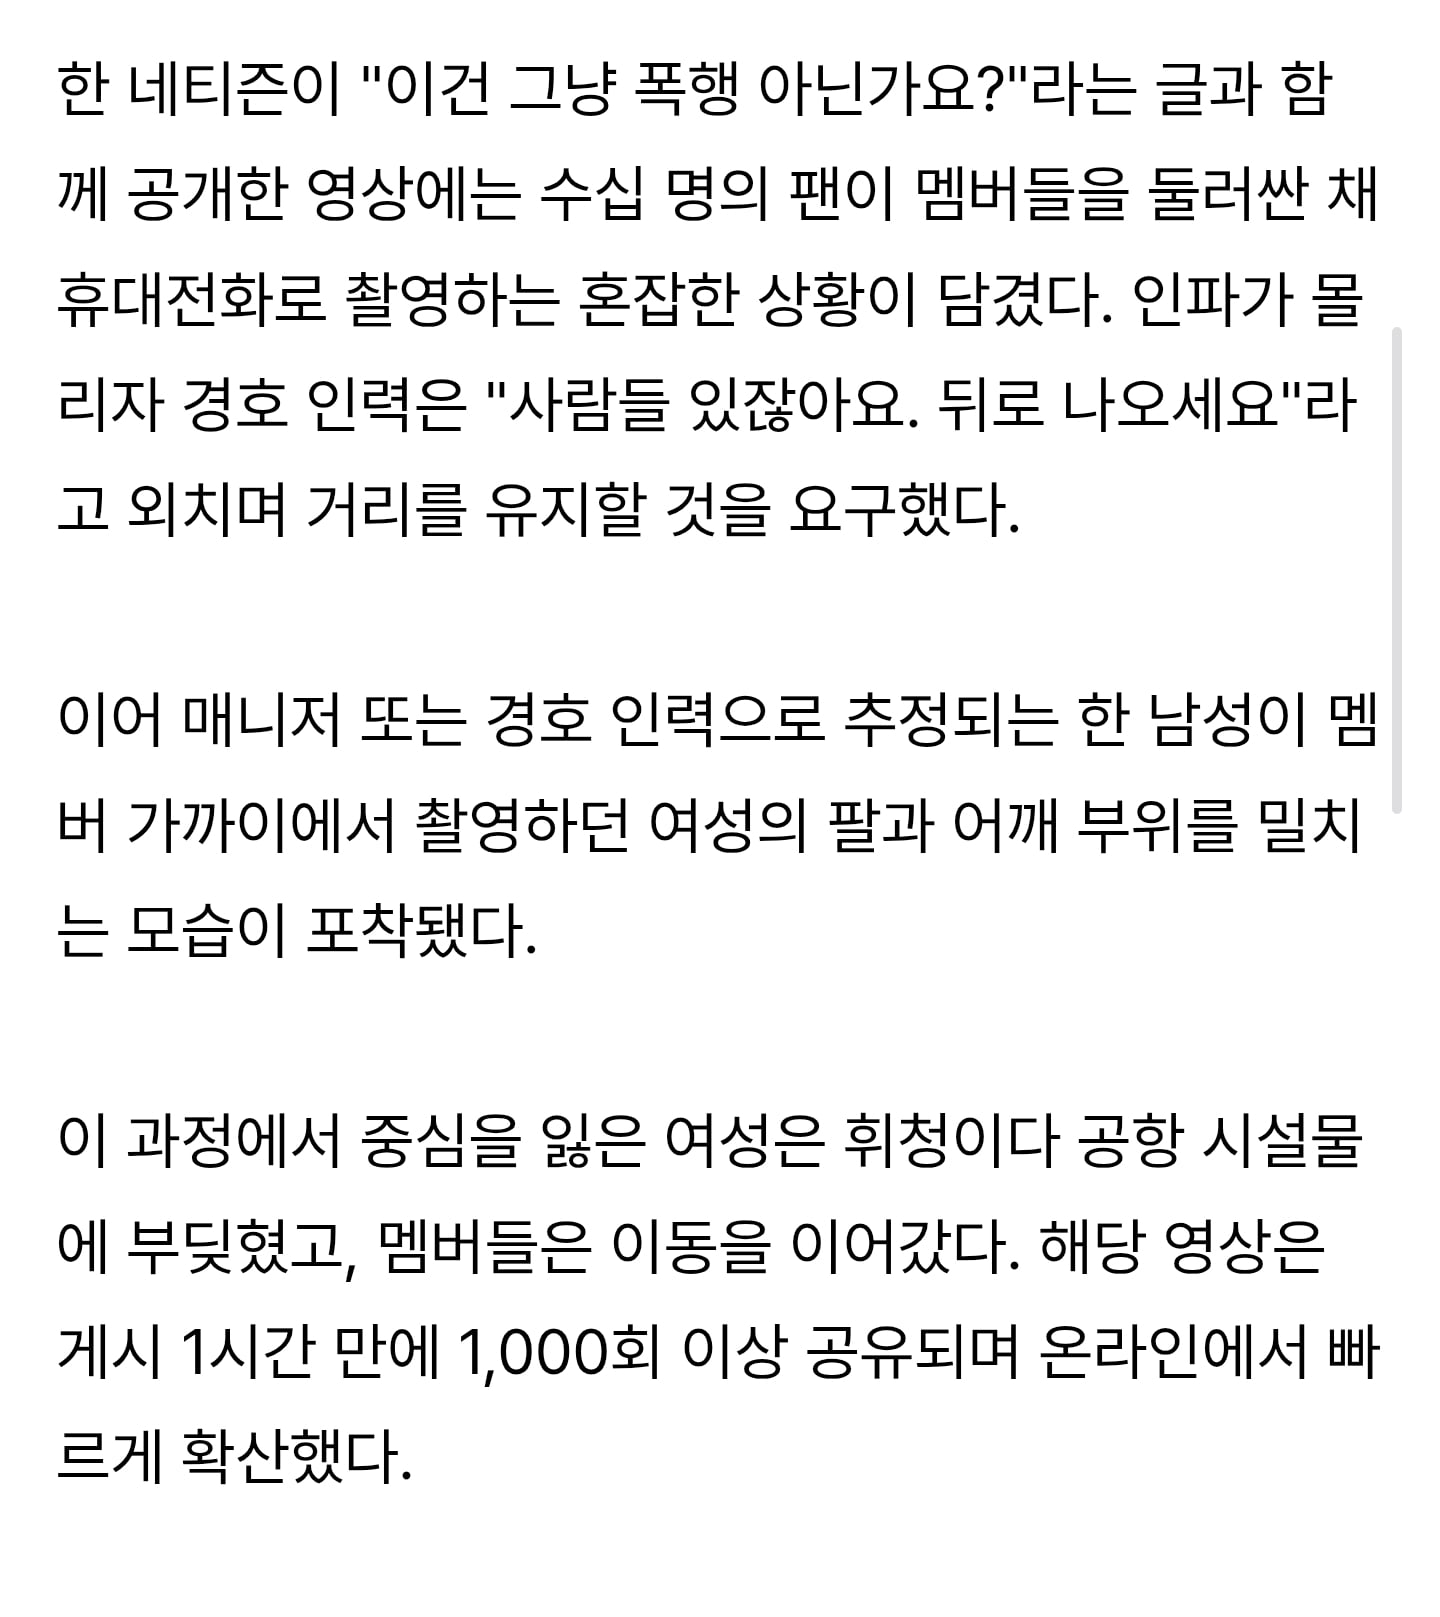 한 네티즌이 "이건 그냥 폭행 아닌가요?"라는 글과 함
께 공개한 영상에는 수십 명의 팬이 멤버들을 둘러싼 채
휴대전화로 촬영하는 혼잡한 상황이 담겼다. 인파가 몰
리자 경호 인력은 "사람들 있잖아요. 뒤로 나오세요"라
고 외치며 거리를 유지할 것을 요구했다.
이어 매니저 또는 경호 인력으로 추정되는 한 남성이 멤
버 가까이에서 촬영하던 여성의 팔과 어깨 부위를 밀치
는 모습이 포착됐다.
이 과정에서 중심을 잃은 여성은 휘청이다 공항 시설물
에 부딪혔고, 멤버들은 이동을 이어갔다. 해당 영상은
게시 1시간 만에 1,000회 이상 공유되며 온라인에서 빠
르게 확산했다.